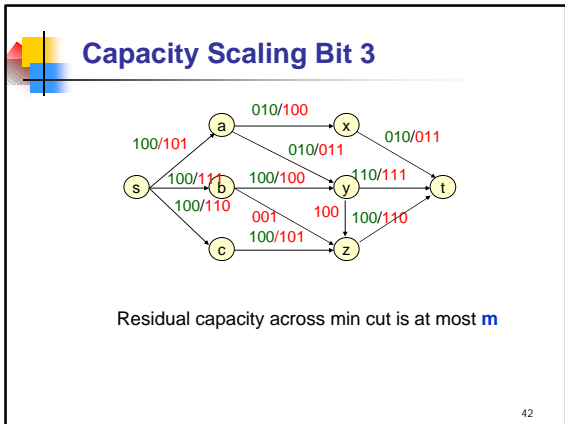 Capacity Scaling Bit 3
010/100
a
x
100/101
010/011
010/011
100/111
100/100
110/111
s
b
y
t
100/110
001
100
100/110
100/101
c
z
Residual capacity across min cut is at most m
42